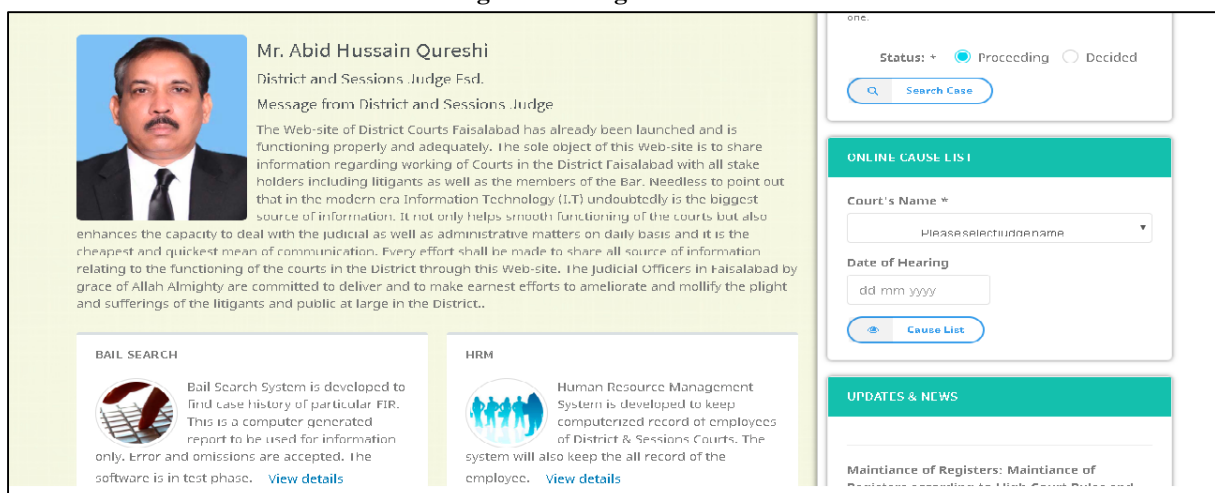 Mr. Abid Hussain Qureshi
District and Sessions Judge Fsd.
Message from District and Sessions Judge
The Web-site of District Courts Faisalabad has already been launched and is
functioning properly and adequately. The sole object of this Web-site is to share
information regarding working of Courts in the District Faisalabad with all stake
holders including litigants as well as the members of the Bar. Needless to point out
that in the modern era Information Technology (I.T) undoubtedly is the biggest
source of information. It not only helps smooth functioning of the courts but also
enhances the capacity to deal with the judicial as well as administrative matters on daily basis and it is the
cheapest and quickest mean of communication. Every effort shall be made to share all source of information
relating to the functioning of the courts in the District through this Web-site. The Judicial Officers in Faisalabad by
grace of Allah Almighty are committed to deliver and to make earnest efforts to ameliorate and mollify the plight
and sufferings of the litigants and public at large in the District..
BAIL SEARCH
Bail Search System is developed to
find case history of particular FIR.
This is a computer generated
report to be used for information
only. Error and omissions are accepted. The
software is in test phase. View details
HRM
Human Resource Management
System is developed to keep
computerized record of employees
of District & Sessions Courts. The
system will also keep the all record of the
employee. View details
one.
Status: * Proceeding Decided
Search Case
ONLINE CAUSE LIST
Court's Name *
Please select judge name
Date of Hearing
dd mm yyyy
Cause List
UPDATES & NEWS
Maintiance of Registers: Maintiance of
Registers according to High Court Rules and